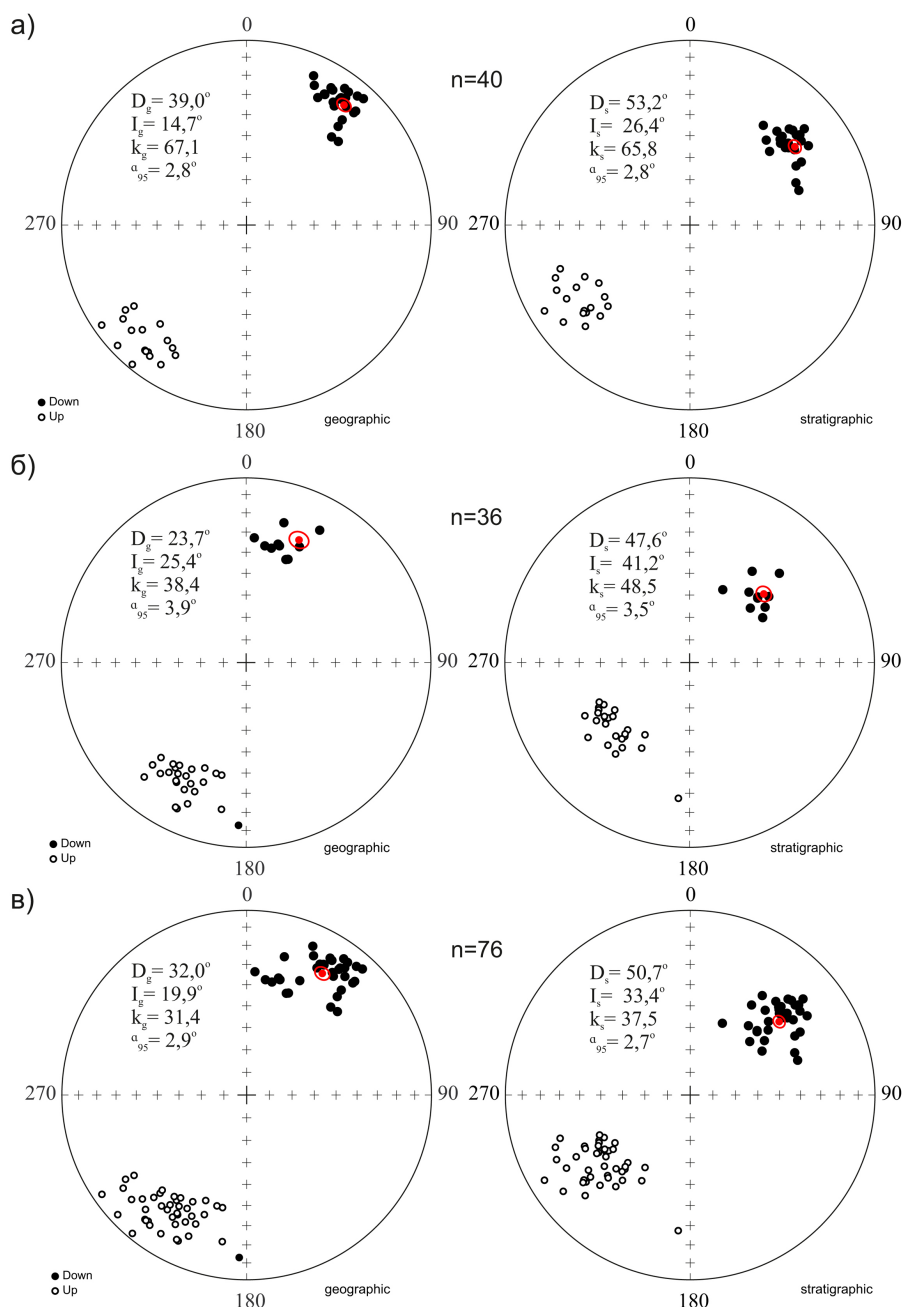 а)
0
0
n=40
D_g = 39,0°
I_g = 14,7°
k_g = 67,1
α_95 = 2,8°
D_s = 53,2°
I_s = 26,4°
k_s = 65,8
α_95 = 2,8°
270
90
270
90
Down
Up
geographic
stratigraphic
180
180
б)
0
0
n=36
D_g = 23,7°
I_g = 25,4°
k_g = 38,4
α_95 = 3,9°
D_s = 47,6°
I_s = 41,2°
k_s = 48,5
α_95 = 3,5°
270
90
270
90
Down
Up
geographic
stratigraphic
180
180
в)
0
0
n=76
D_g = 32,0°
I_g = 19,9°
k_g = 31,4
α_95 = 2,9°
D_s = 50,7°
I_s = 33,4°
k_s = 37,5
α_95 = 2,7°
270
90
270
90
Down
Up
geographic
stratigraphic
180
180